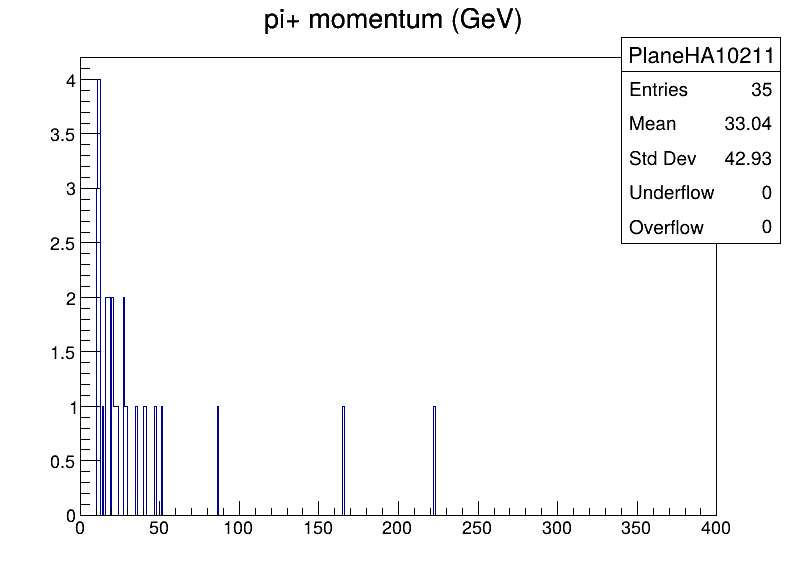 pi+ momentum (GeV)
PlaneHA10211
Entries 35
Mean 33.04
Std Dev 42.93
Underflow 0
Overflow 0
4
3.5
3
2.5
2
1.5
1
0.5
0
0 50 100 150 200 250 300 350 400